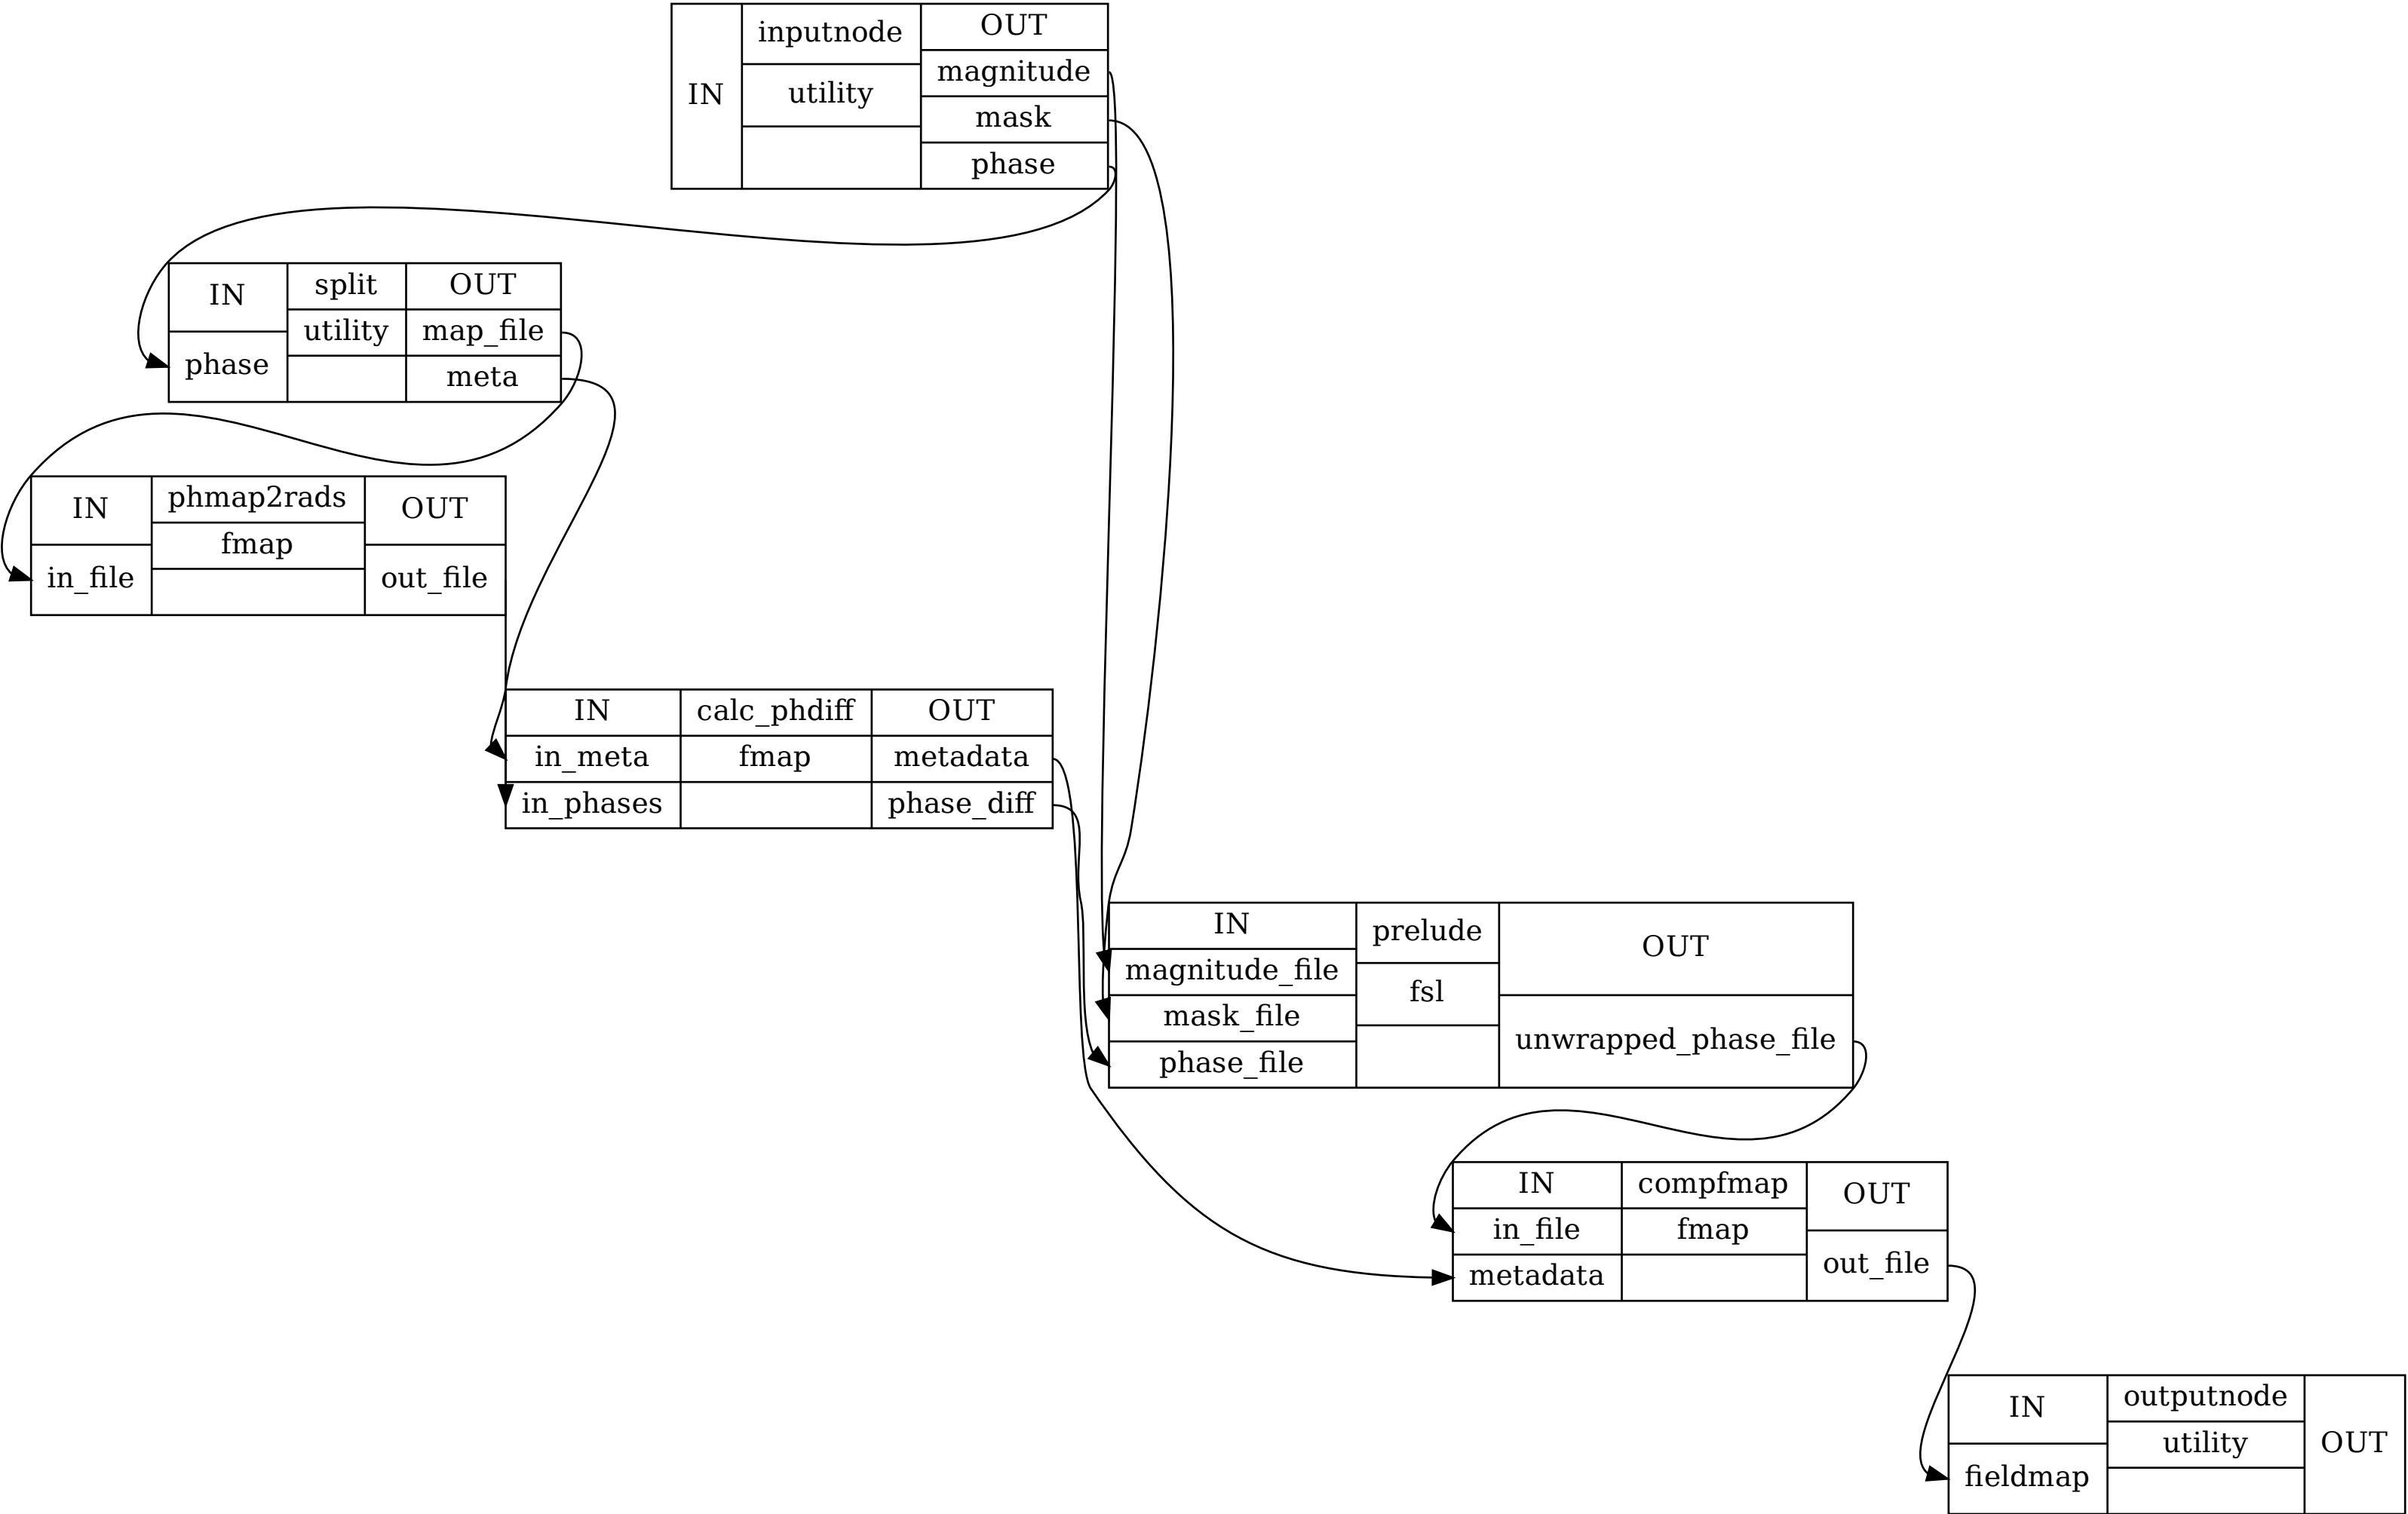 IN
inputnode
utility
OUT
magnitude
mask
phase
IN
phase
split
utility
OUT
map_file
meta
IN
in_file
phmap2rads
fmap
OUT
out_file
IN
in_meta
in_phases
calc_phdiff
fmap
OUT
metadata
phase_diff
IN
magnitude_file
mask_file
phase_file
prelude
fsl
OUT
unwrapped_phase_file
IN
in_file
metadata
compfmap
fmap
OUT
out_file
IN
fieldmap
outputnode
utility
OUT